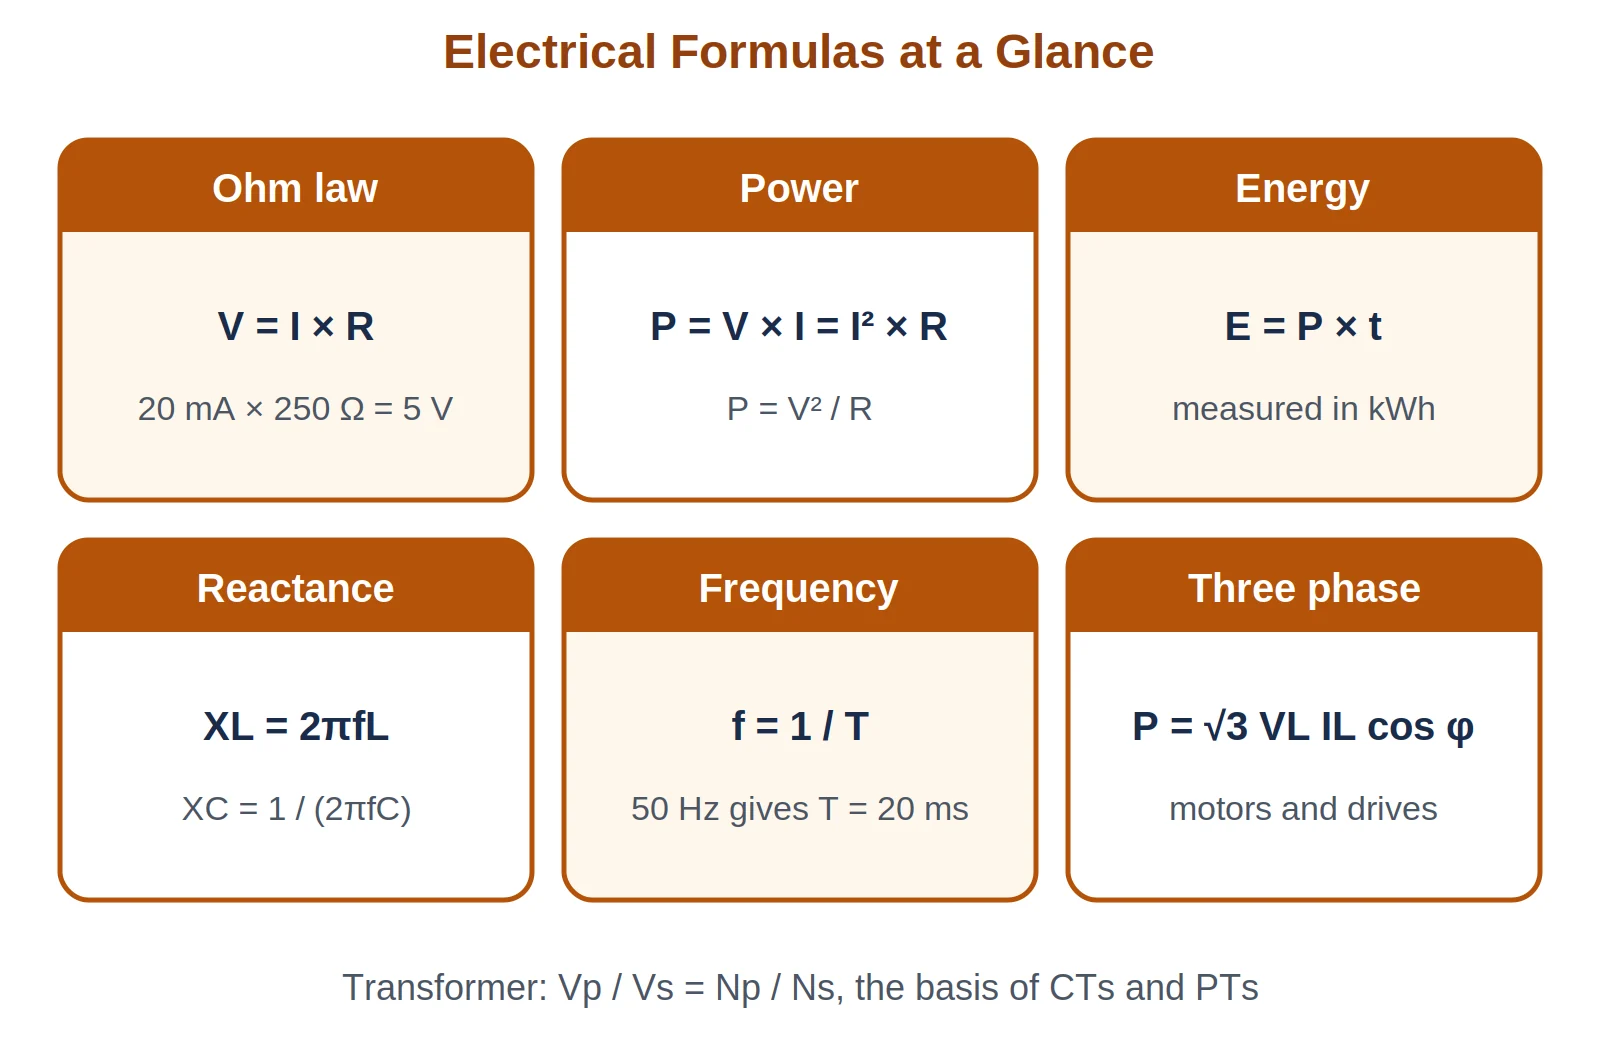 Electrical Formulas at a Glance
Ohm law
V = I × R
20 mA × 250 Ω = 5 V
Power
P = V × I = I² × R
P = V² / R
Energy
E = P × t
measured in kWh
Reactance
XL = 2πfL
XC = 1 / (2πfC)
Frequency
f = 1 / T
50 Hz gives T = 20 ms
Three phase
P = √3 VL IL cos φ
motors and drives
Transformer: Vp / Vs = Np / Ns, the basis of CTs and PTs